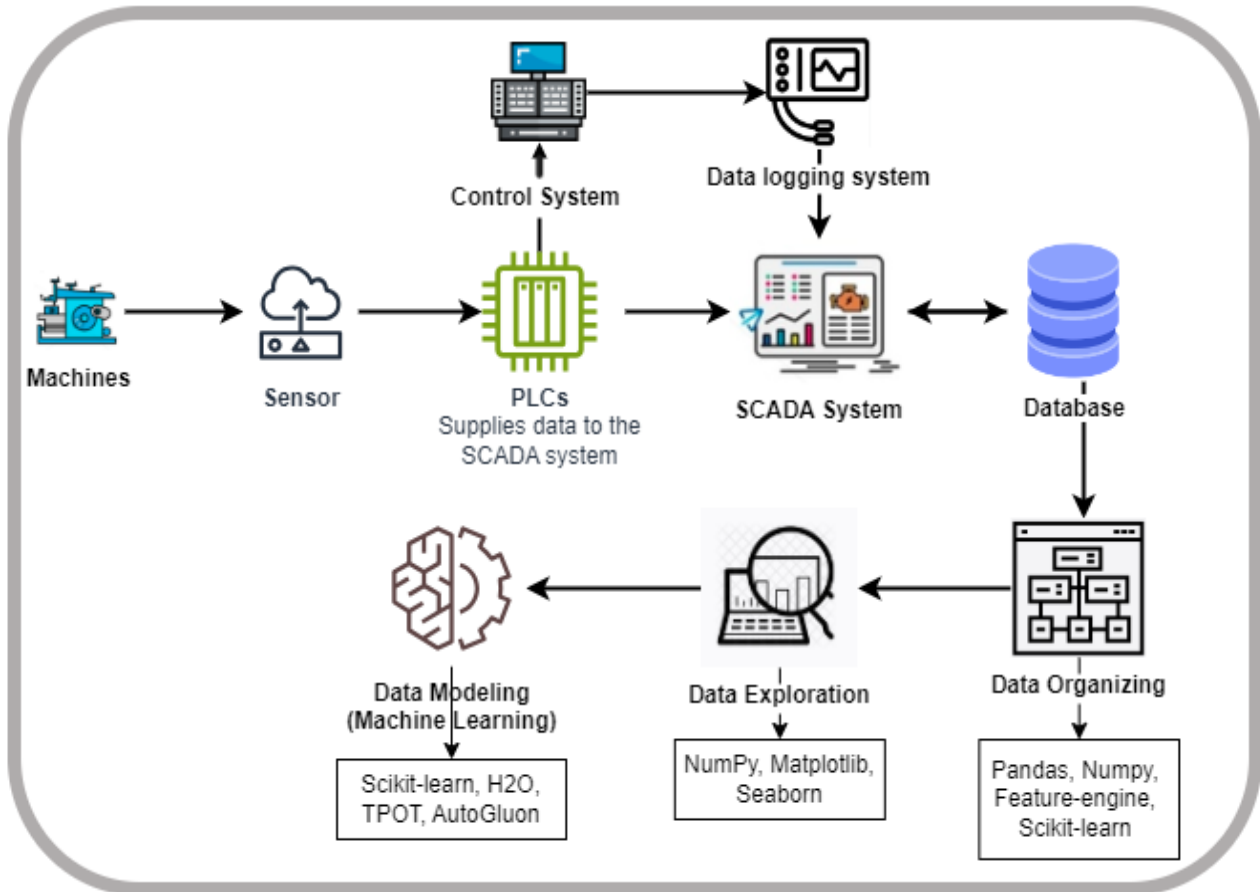 Control System
Data logging system
Machines
Sensor
PLCs
Supplies data to the
SCADA system
SCADA System
Database
Data Modeling
(Machine Learning)
Data Exploration
Data Organizing
Scikit-learn, H2O,
TPOT, AutoGluon
NumPy, Matplotlib,
Seaborn
Pandas, Numpy,
Feature-engine,
Scikit-learn